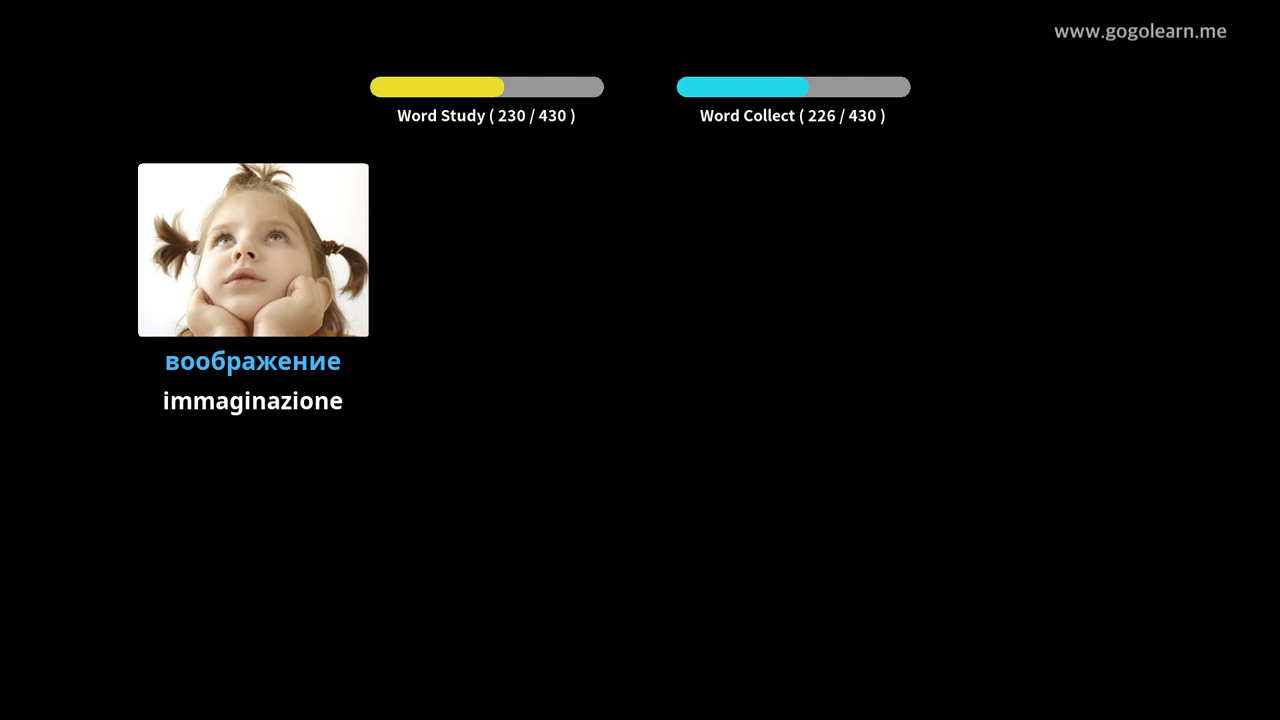 www.gogolearn.me
Word Study ( 230 / 430 )
Word Collect ( 226 / 430 )
воображение
immaginazione